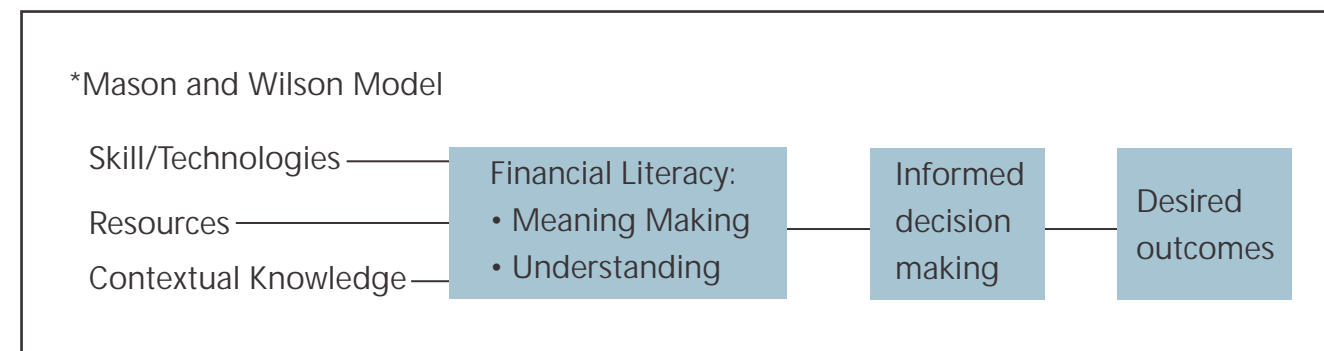 *Mason and Wilson Model
Skill/Technologies
Resources
Contextual Knowledge
Financial Literacy:
• Meaning Making
• Understanding
Informed
decision
making
Desired
outcomes